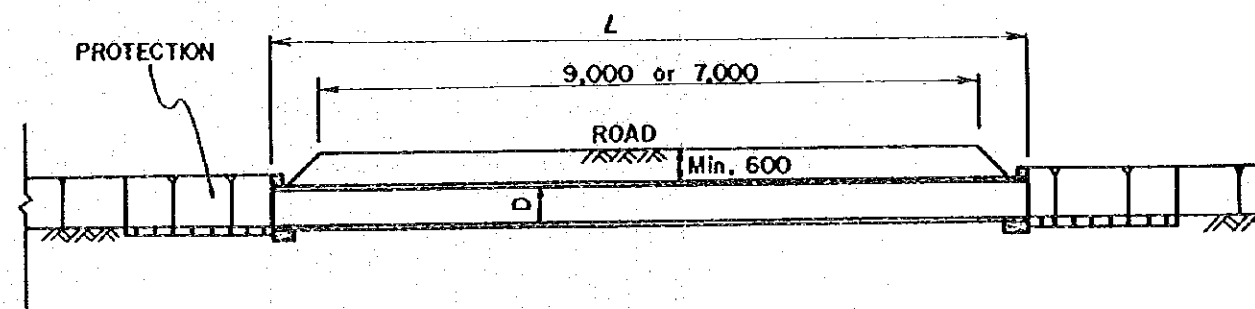 L
PROTECTION
9,000 or 7,000
ROAD
Min. 600
D